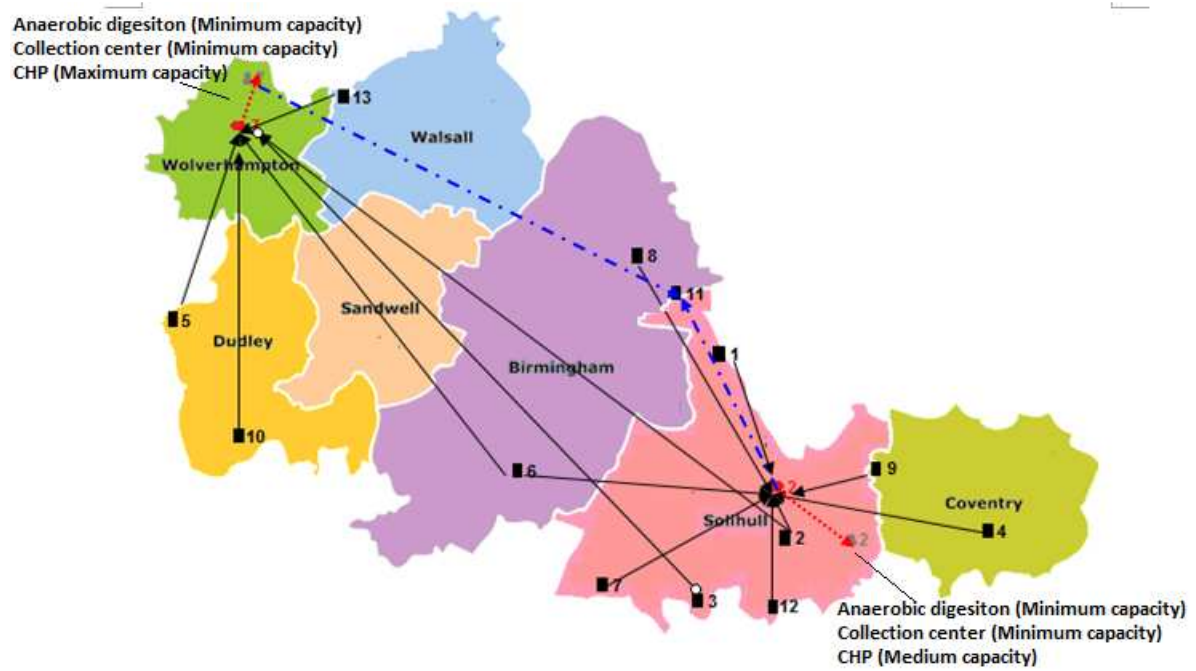 Anaerobic digesiton (Minimum capacity)
Collection center (Minimum capacity)
CHP (Maximum capacity)
13
Walsall
Wolverhampton
8
11
Sandwell
5
Dudley
1
Birmingham
10
6
9
2
Coventry
Solihull
4
2
2
7
3
12
Anaerobic digesiton (Minimum capacity)
Collection center (Minimum capacity)
CHP (Medium capacity)